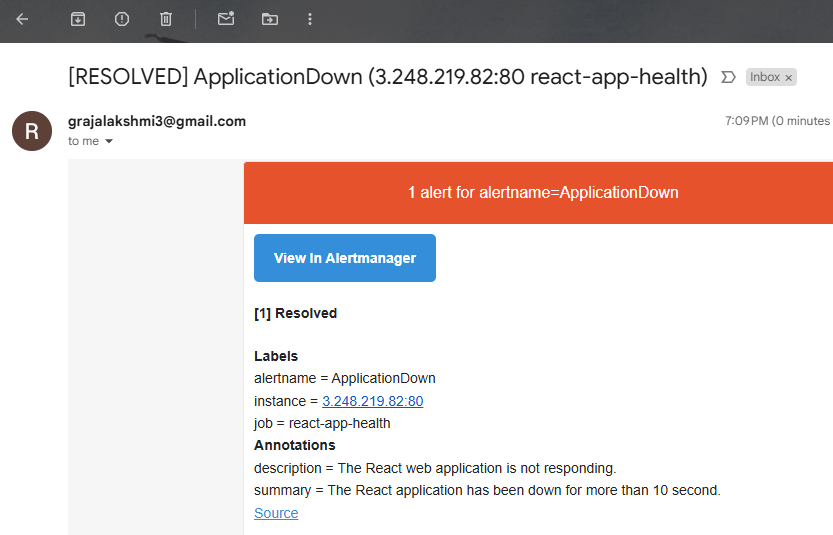 [RESOLVED] ApplicationDown (3.248.219.82:80 react-app-health)
Inbox ×
R
grajalakshmi3@gmail.com
7:09 PM (0 minutes
to me
1 alert for alertname=ApplicationDown
View In Alertmanager
[1] Resolved
Labels
alertname = ApplicationDown
instance = 3.248.219.82:80
job = react-app-health
Annotations
description = The React web application is not responding.
summary = The React application has been down for more than 10 second.
Source